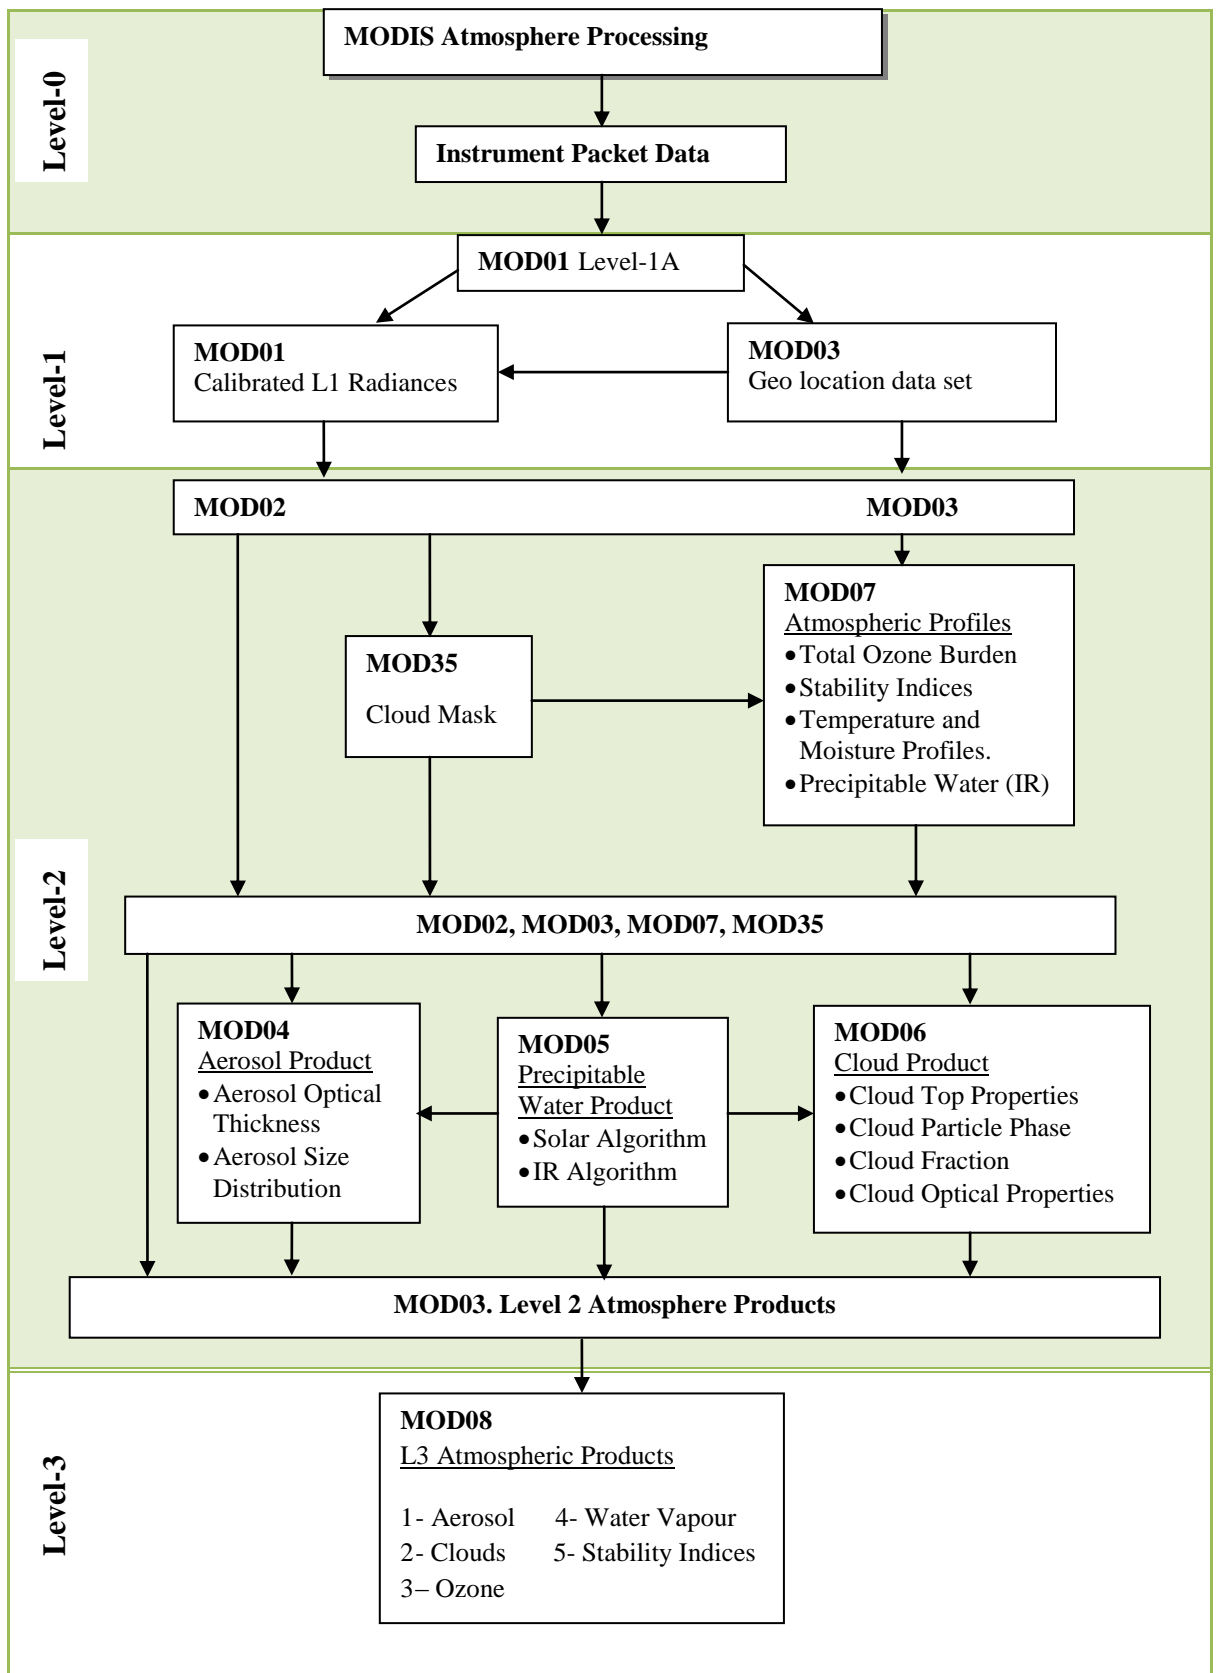 Level-0
MODIS Atmosphere Processing
Instrument Packet Data
Level-1
MOD01 Level-1A
MOD01
Calibrated L1 Radiances
MOD03
Geo location data set
Level-2
MOD02 MOD03
MOD07
Atmospheric Profiles
•Total Ozone Burden
•Stability Indices
•Temperature and
Moisture Profiles.
•Precipitable Water (IR)
MOD35
Cloud Mask
MOD02, MOD03, MOD07, MOD35
MOD04
Aerosol Product
•Aerosol Optical
Thickness
•Aerosol Size
Distribution
MOD05
Precipitable
Water Product
•Solar Algorithm
•IR Algorithm
MOD06
Cloud Product
•Cloud Top Properties
•Cloud Particle Phase
•Cloud Fraction
•Cloud Optical Properties
MOD03. Level 2 Atmosphere Products
Level-3
MOD08
L3 Atmospheric Products
1- Aerosol 4- Water Vapour
2- Clouds 5- Stability Indices
3– Ozone